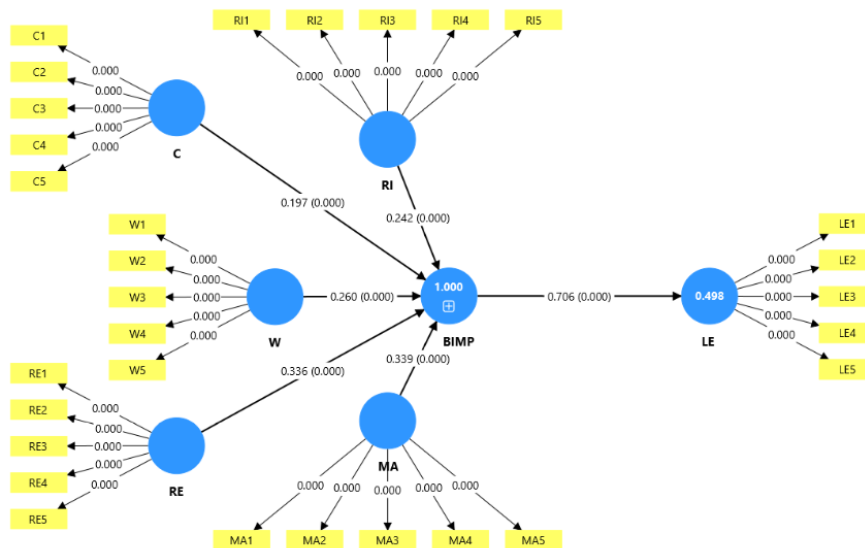 RI1
RI2
RI3
RI4
RI5
0.000
0.000
0.000
0.000
0.000
RI
C1
C2
C3
C4
C5
0.000
0.000
0.000
0.000
0.000
C
0.197 (0.000)
0.242 (0.000)
W1
W2
W3
W4
W5
0.000
0.000
0.000
0.000
0.000
W
0.260 (0.000)
1.000
BIMP
0.706 (0.000)
0.498
LE
0.000
0.000
0.000
0.000
0.000
LE1
LE2
LE3
LE4
LE5
0.336 (0.000)
0.339 (0.000)
RE1
RE2
RE3
RE4
RE5
0.000
0.000
0.000
0.000
0.000
RE
MA
0.000
0.000
0.000
0.000
0.000
MA1
MA2
MA3
MA4
MA5